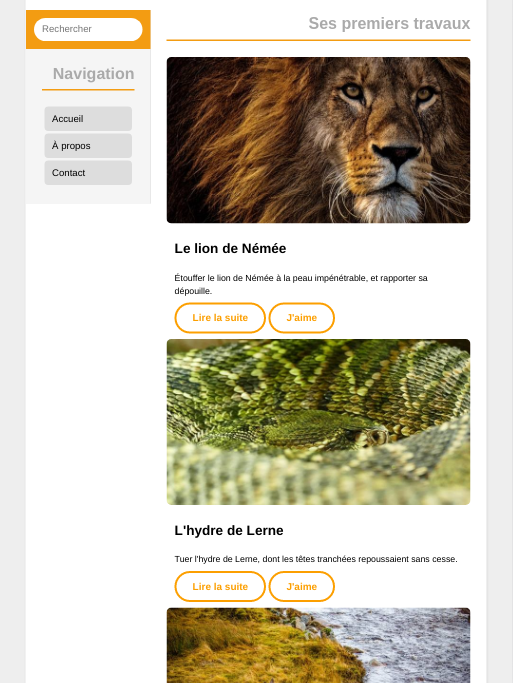 Rechercher
Navigation
Accueil
À propos
Contact
Ses premiers travaux
Le lion de Némée
Étouffer le lion de Némée à la peau impénétrable, et rapporter sa
dépouille.
Lire la suite
J'aime
L'hydre de Lerne
Tuer l'hydre de Lerne, dont les têtes tranchées repoussaient sans cesse.
Lire la suite
J'aime